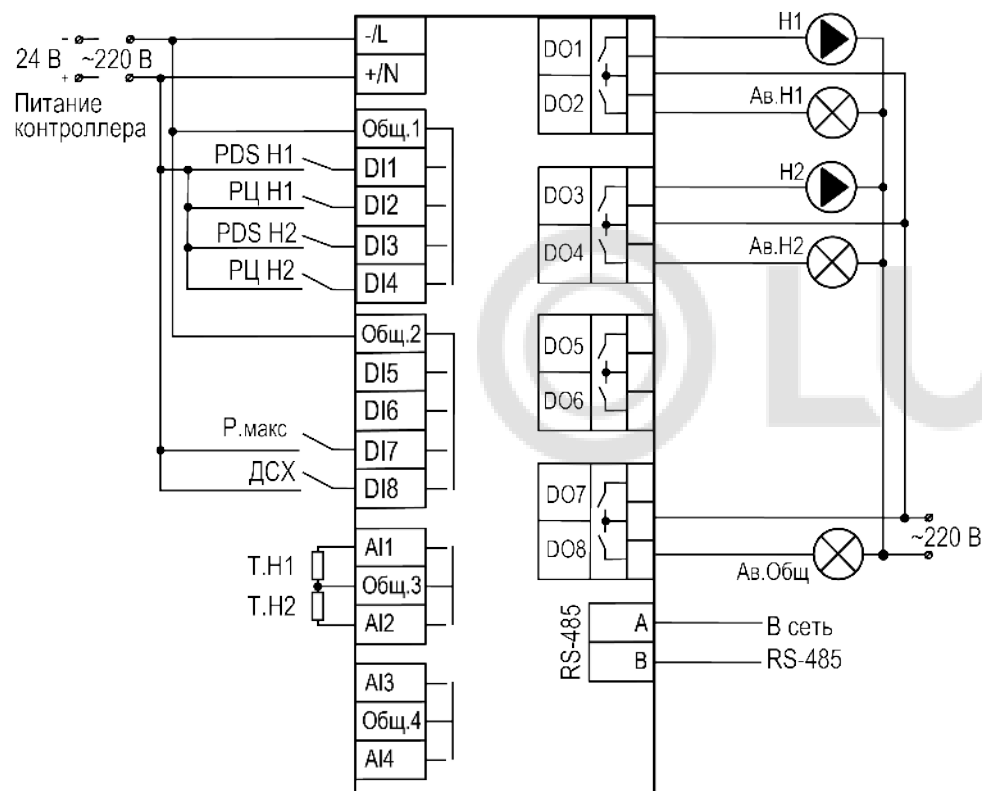 24 В ~220 В
- +
Питание
контроллера
-/L
+/N
Общ.1
PDS Н1
DI1
РЦ Н1
DI2
PDS Н2
DI3
РЦ Н2
DI4
Общ.2
DI5
DI6
Р.макс
DI7
ДСХ
DI8
Т.Н1
AI1
Общ.3
Т.Н2
AI2
AI3
Общ.4
AI4
DO1
Н1
DO2
Ав.Н1
DO3
Н2
DO4
Ав.Н2
DO5
DO6
DO7
DO8
~220 В
Ав.Общ
RS-485
A
B
В сеть
RS-485
© LU